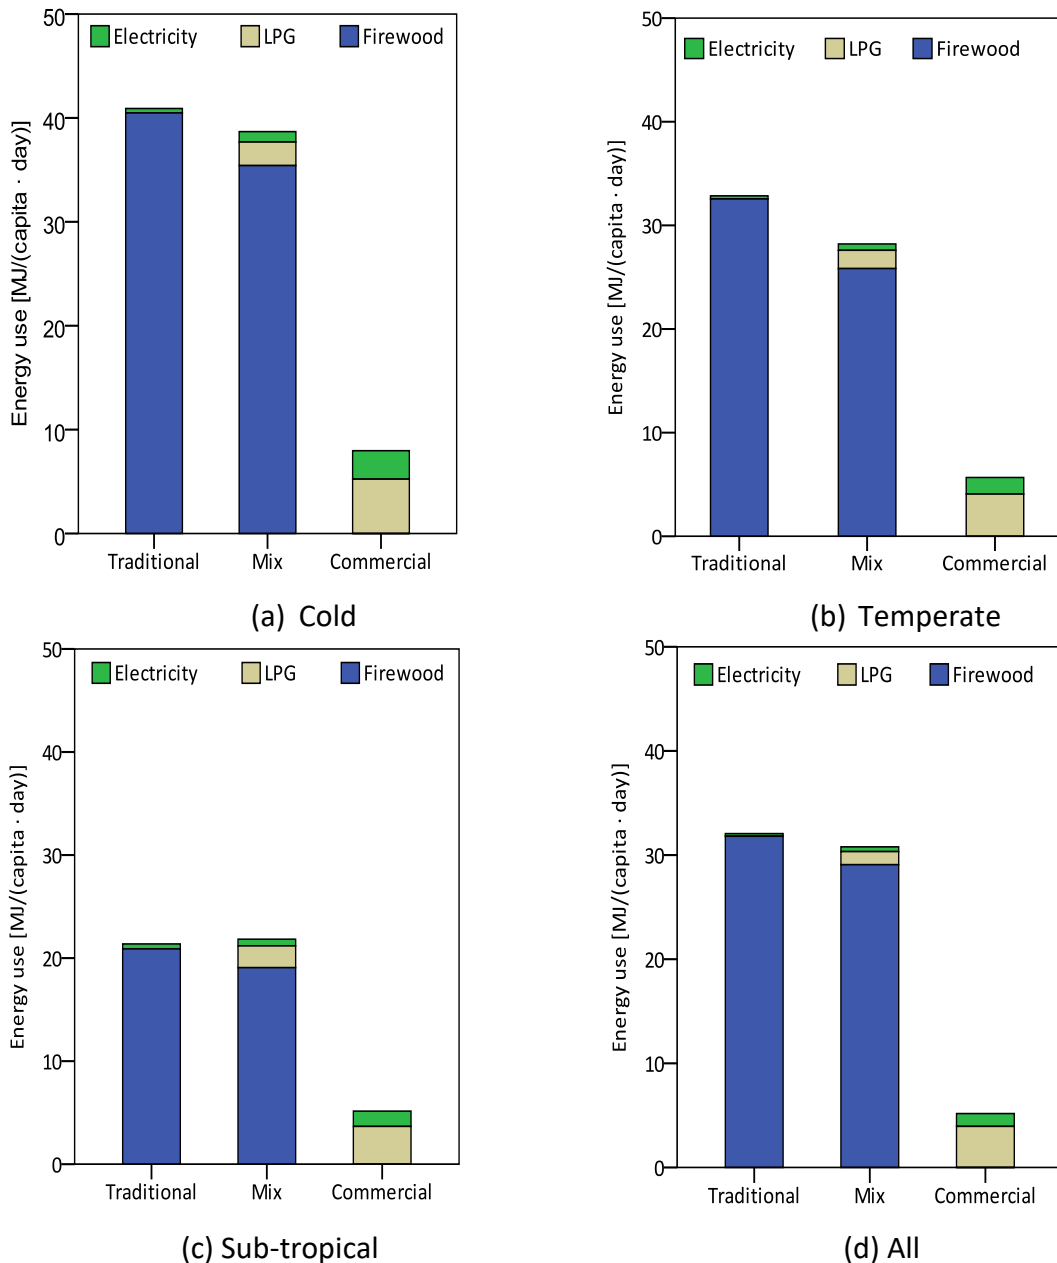 50
40
30
20
10
0
Energy use [MJ/(capita · day)]
Electricity LPG Firewood
Traditional Mix Commercial
(a) Cold
50
40
30
20
10
0
Energy use [MJ/(capita · day)]
Electricity LPG Firewood
Traditional Mix Commercial
(b) Temperate
50
40
30
20
10
0
Energy use [MJ/(capita · day)]
Electricity LPG Firewood
Traditional Mix Commercial
(c) Sub-tropical
50
40
30
20
10
0
Energy use [MJ/(capita · day)]
Electricity LPG Firewood
Traditional Mix Commercial
(d) All